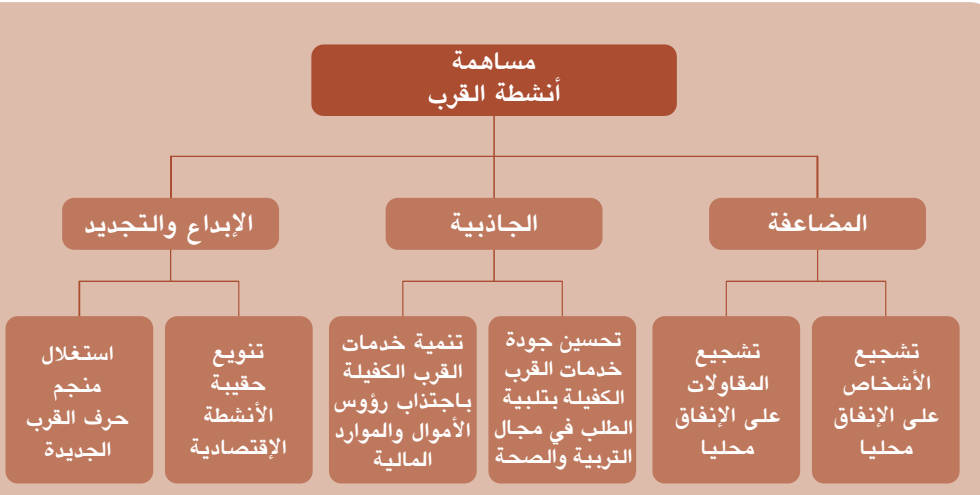 مساهمة
أنشطة القرب
المضاعفة
الجاذبية
الإبداع والتجديد
تشجيع
الأشخاص
على الإنفاق
محليا
تشجيع
المقاولات
على الإنفاق
محليا
تحسين جودة
خدمات القرب
الكفيلة بتلبية
الطلب في مجال
التربية والصحة
تنمية خدمات
القرب الكفيلة
باجتذاب رؤوس
الأموال والموارد
المالية
تنويع
حقيبة
الأنشطة
الإقتصادية
استغلال
منجم
حرف القرب
الجديدة